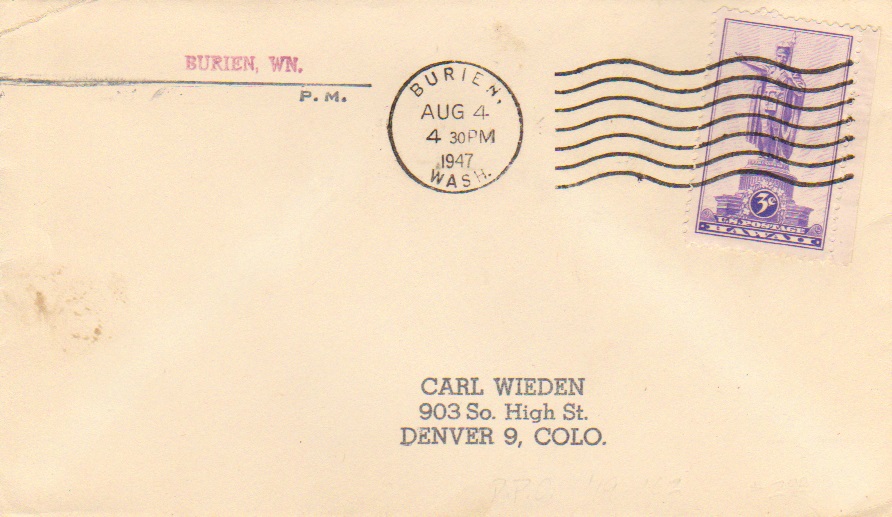 BURIEN, WN.
P. M.
BURIEN,
AUG 4
4 30PM
1947
WASH.
3¢
U.S. POSTAGE
HAWAII
CARL WIEDEN
903 So. High St.
DENVER 9, COLO.